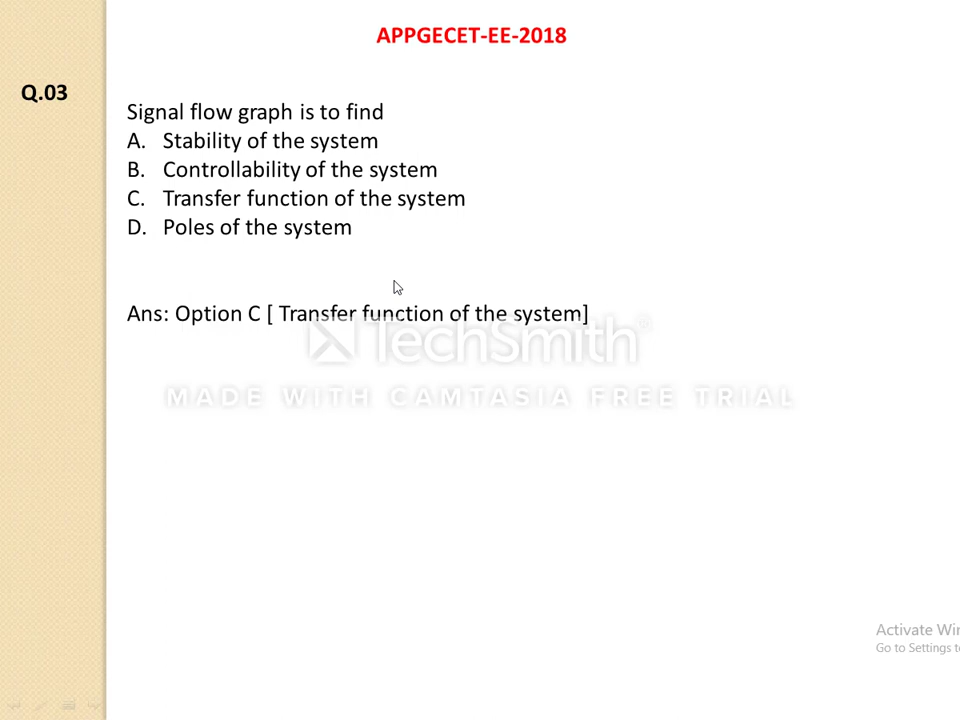 APPGECET-EE-2018
Q.03
Signal flow graph is to find
A. Stability of the system
B. Controllability of the system
C. Transfer function of the system
D. Poles of the system
Ans: Option C [ Transfer function of the system]
TechSmith®
MADE WITH CAMTASIA FREE TRIAL
Activate Win
Go to Settings t